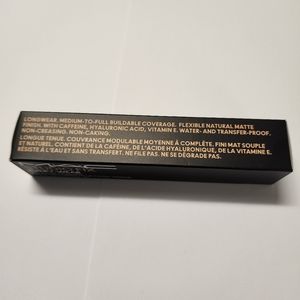 LONGWEAR. MEDIUM-TO-FULL BUILDABLE COVERAGE. FLEXIBLE NATURAL MATTE
FINISH. WITH CAFFEINE, HYALURONIC ACID, VITAMIN E. WATER- AND TRANSFER-PROOF.
NON-CREASING. NON-CAKING.
LONGUE TENUE. COUVRANCE MODULABLE MOYENNE À COMPLÈTE. FINI MAT SOUPLE
ET NATUREL. CONTIENT DE LA CAFÉINE, DE L'ACIDE HYALURONIQUE, DE LA VITAMINE E.
RÉSISTE À L'EAU ET SANS TRANSFERT. NE FILE PAS. NE SE DÉGRADE PAS.